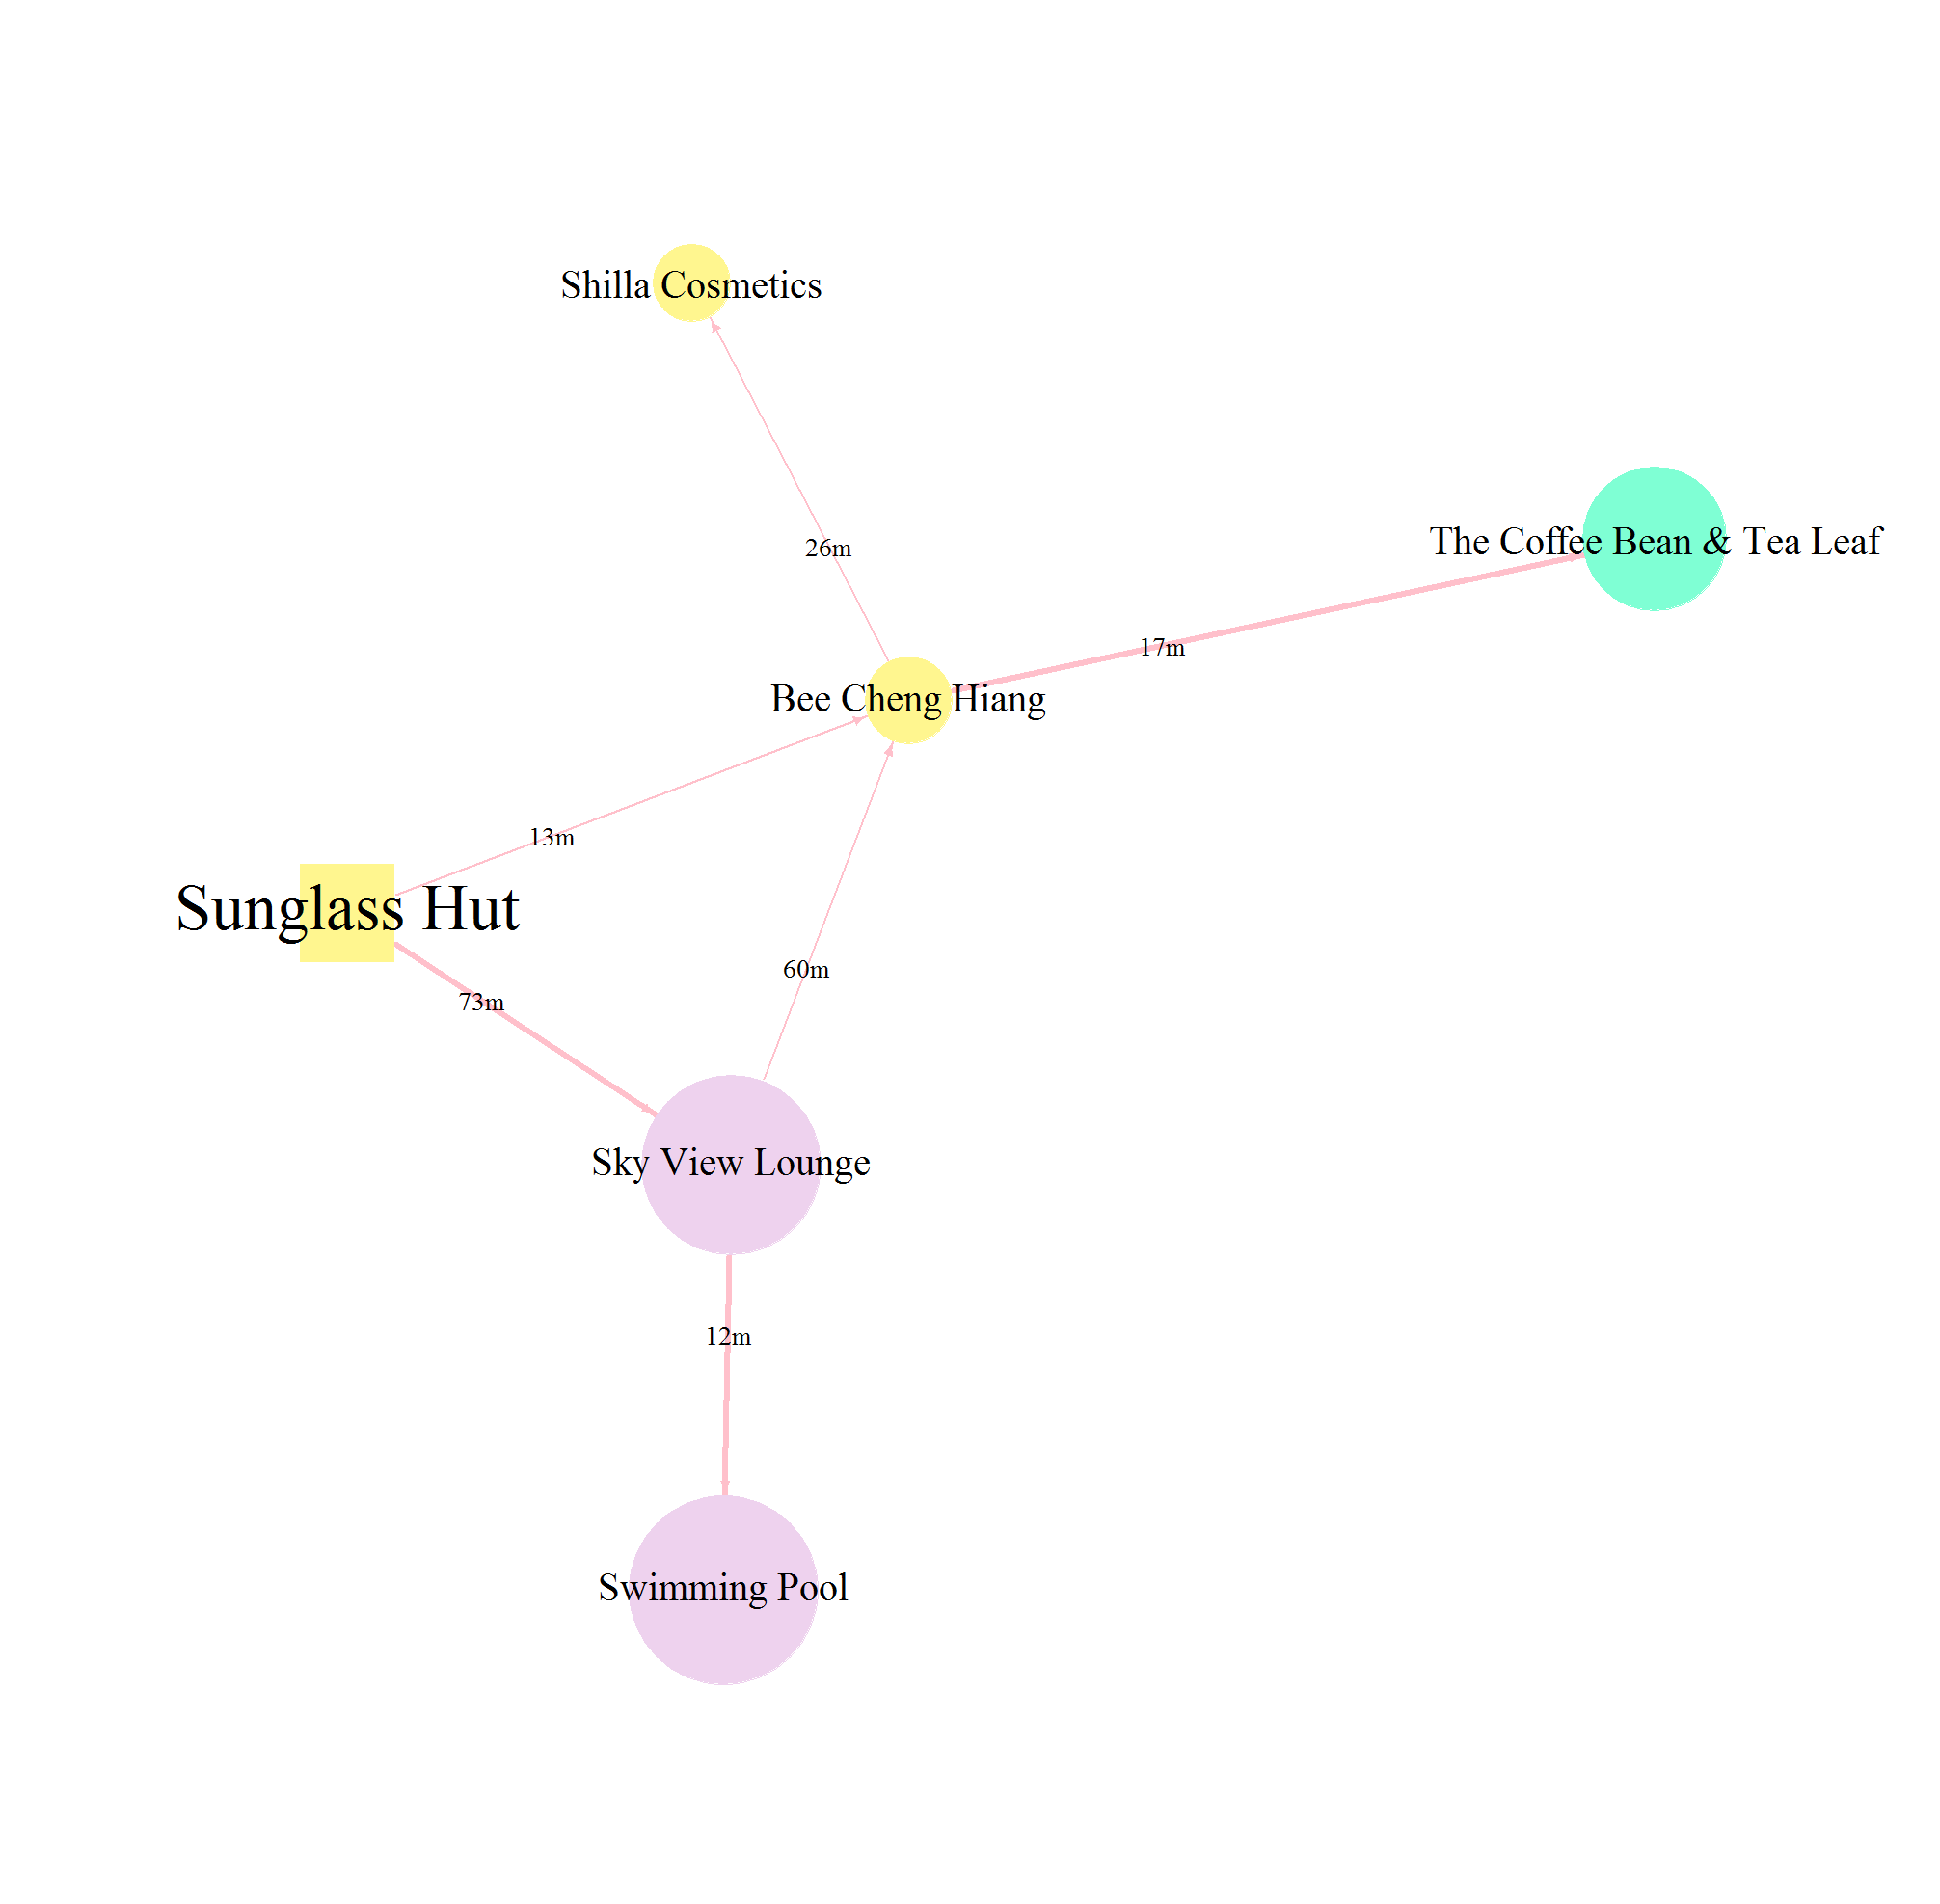 Shilla Cosmetics
The Coffee Bean & Tea Leaf
26m
17m
Bee Cheng Hiang
13m
Sunglass Hut
60m
73m
Sky View Lounge
12m
Swimming Pool